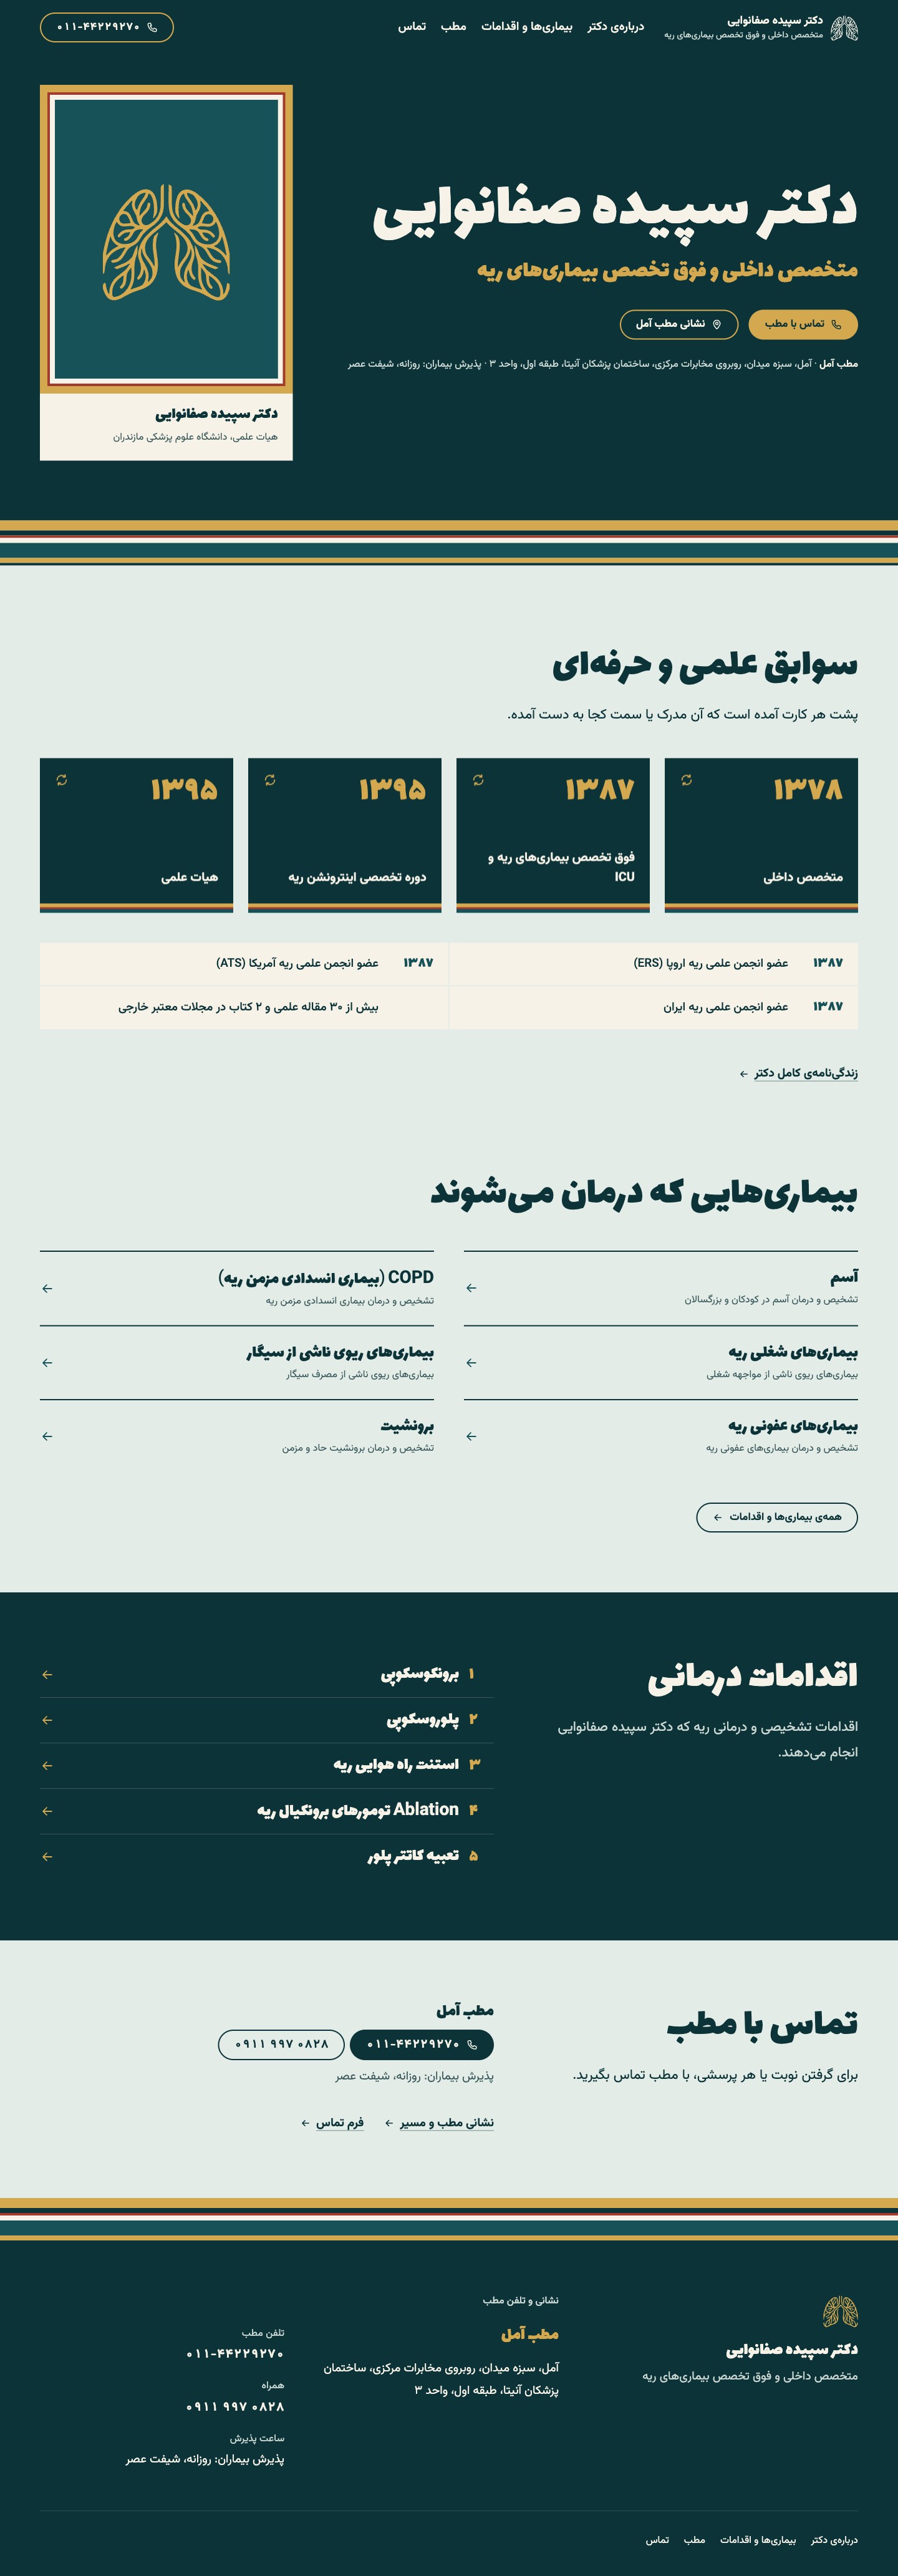 دکتر سپیده صفانوایی
متخصص داخلی و فوق تخصص بیماری‌های ریه
درباره‌ی دکتر
بیماری‌ها و اقدامات
مطب
تماس
۰۱۱-۴۴۲۲۹۲۷۰
دکتر سپیده صفانوایی
متخصص داخلی و فوق تخصص بیماری‌های ریه
تماس با مطب
نشانی مطب آمل
مطب آمل · آمل، سبزه میدان، روبروی مخابرات مرکزی، ساختمان پزشکان آنیتا، طبقه اول، واحد ۳ · پذیرش بیماران: روزانه، شیفت عصر
دکتر سپیده صفانوایی
هیات علمی، دانشگاه علوم پزشکی مازندران
سوابق علمی و حرفه‌ای
پشت هر کارت آمده است که آن مدرک یا سمت کجا به دست آمده.
۱۳۷۸
متخصص داخلی
۱۳۸۷
فوق تخصص بیماری‌های ریه و
ICU
۱۳۹۵
دوره تخصصی اینترونشن ریه
۱۳۹۵
هیات علمی
۱۳۸۷ عضو انجمن علمی ریه اروپا (ERS)
۱۳۸۷ عضو انجمن علمی ریه آمریکا (ATS)
۱۳۸۷ عضو انجمن علمی ریه ایران
بیش از ۳۰ مقاله علمی و ۲ کتاب در مجلات معتبر خارجی
زندگی‌نامه‌ی کامل دکتر ←
بیماری‌هایی که درمان می‌شوند
آسم
تشخیص و درمان آسم در کودکان و بزرگسالان
COPD (بیماری انسدادی مزمن ریه)
تشخیص و درمان بیماری انسدادی مزمن ریه
بیماری‌های شغلی ریه
بیماری‌های ریوی ناشی از مواجهه شغلی
بیماری‌های ریوی ناشی از سیگار
بیماری‌های ریوی ناشی از مصرف سیگار
بیماری‌های عفونی ریه
تشخیص و درمان بیماری‌های عفونی ریه
برونشیت
تشخیص و درمان برونشیت حاد و مزمن
همه‌ی بیماری‌ها و اقدامات ←
اقدامات درمانی
اقدامات تشخیصی و درمانی ریه که دکتر سپیده صفانوایی
انجام می‌دهند.
۱ برونکوسکوپی
۲ پلوروسکوپی
۳ استنت راه هوایی ریه
۴ Ablation تومورهای برونکیال ریه
۵ تعبیه کاتتر پلور
تماس با مطب
برای گرفتن نوبت یا هر پرسشی، با مطب تماس بگیرید.
مطب آمل
۰۱۱-۴۴۲۲۹۲۷۰
۰۹۱۱ ۹۹۷ ۰۸۲۸
پذیرش بیماران: روزانه، شیفت عصر
نشانی مطب و مسیر ←
فرم تماس ←
دکتر سپیده صفانوایی
متخصص داخلی و فوق تخصص بیماری‌های ریه
نشانی و تلفن مطب
مطب آمل
آمل، سبزه میدان، روبروی مخابرات مرکزی، ساختمان
پزشکان آنیتا، طبقه اول، واحد ۳
تلفن مطب
۰۱۱-۴۴۲۲۹۲۷۰
همراه
۰۹۱۱ ۹۹۷ ۰۸۲۸
ساعت پذیرش
پذیرش بیماران: روزانه، شیفت عصر
درباره‌ی دکتر
بیماری‌ها و اقدامات
مطب
تماس